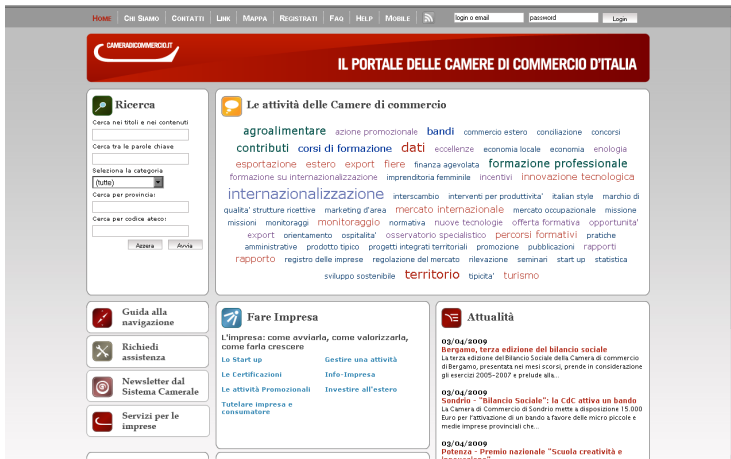 Home Chi Siamo Contatti Link Mappa Registrati Faq Help Mobile login o email password Login
CAMERADICOMMERCIO.IT
IL PORTALE DELLE CAMERE DI COMMERCIO D'ITALIA
Ricerca
Cerca nei titoli e nei contenuti
Cerca tra le parole chiave
Seleziona la categoria
(tutte)
Cerca per provincia:
Cerca per codice ateco:
Azzera Avvia
Le attività delle Camere di commercio
agroalimentare azione promozionale bandi commercio estero conciliazione concorsi
contributi corsi di formazione dati eccellenze economia locale economia enologia
esportazione estero export fiere finanza agevolata formazione professionale
formazione su internazionalizzazione imprenditoria femminile incentivi innovazione tecnologica
internazionalizzazione interscambio interventi per produttivita' italian style marchio di
qualita' strutture ricettive marketing d'area mercato internazionale mercato occupazionale missione
missioni monitoraggi monitoraggio normativa nuove tecnologie offerta formativa opportunita'
export orientamento ospitalita' osservatorio specialistico percorsi formativi pratiche
amministrative prodotto tipico progetti integrati territoriali promozione pubblicazioni rapporti
rapporto registro delle imprese regolazione del mercato rilevazione seminari start up statistica
sviluppo sostenibile territorio tipicita' turismo
Guida alla
navigazione
Richiedi
assistenza
Newsletter dal
Sistema Camerale
Servizi per le
imprese
Fare Impresa
L'impresa: come avviarla, come valorizzarla,
come farla crescere
Lo Start up Gestire una attività
Le Certificazioni Info-Impresa
Le attività Promozionali Investire all'estero
Tutelare impresa e
consumatore
Attualità
03/04/2009
Bergamo, terza edizione del bilancio sociale
La terza edizione del Bilancio Sociale della Camera di commercio
di Bergamo, presentata nei mesi scorsi, prende in considerazione
gli esercizi 2005-2007 e prelude alla...
03/04/2009
Sondrio - "Bilancio Sociale": la CdC attiva un bando
La Camera di Commercio di Sondrio mette a disposizione 15.000
Euro per l'attivazione di un bando a favore delle micro piccole e
medie imprese provinciali che...
03/04/2009
Potenza - Premio nazionale "Scuola creatività e
innovazione"